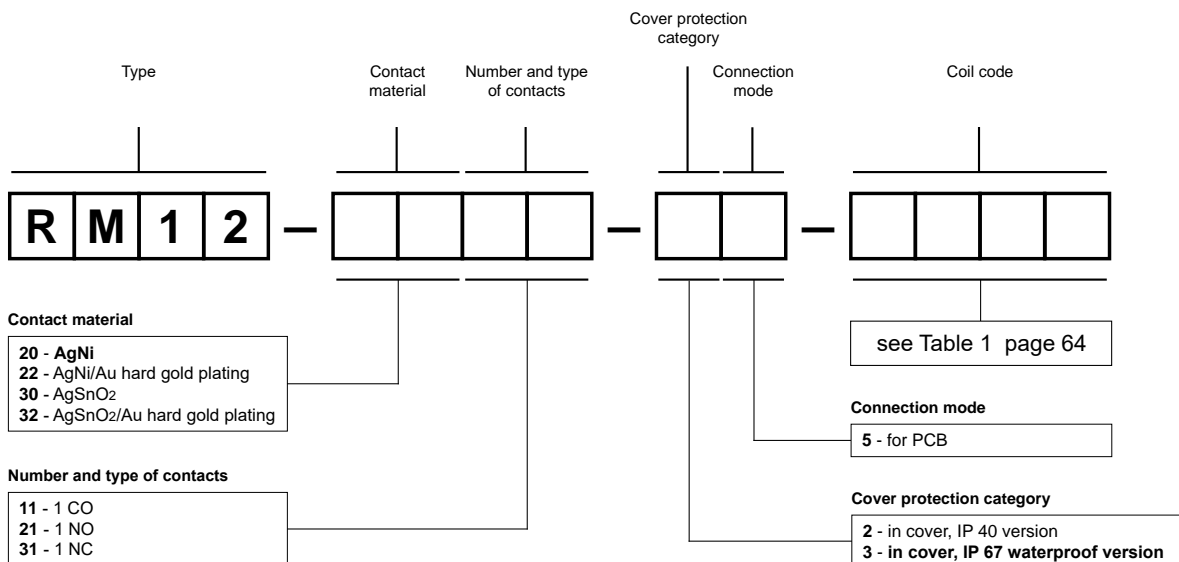 Cover protection
category
Type
Contact
material
Number and type
of contacts
Connection
mode
Coil code
R M 1 2 – – –
Contact material
20 - AgNi
22 - AgNi/Au hard gold plating
30 - AgSnO2
32 - AgSnO2/Au hard gold plating
see Table 1 page 64
Connection mode
5 - for PCB
Number and type of contacts
11 - 1 CO
21 - 1 NO
31 - 1 NC
Cover protection category
2 - in cover, IP 40 version
3 - in cover, IP 67 waterproof version